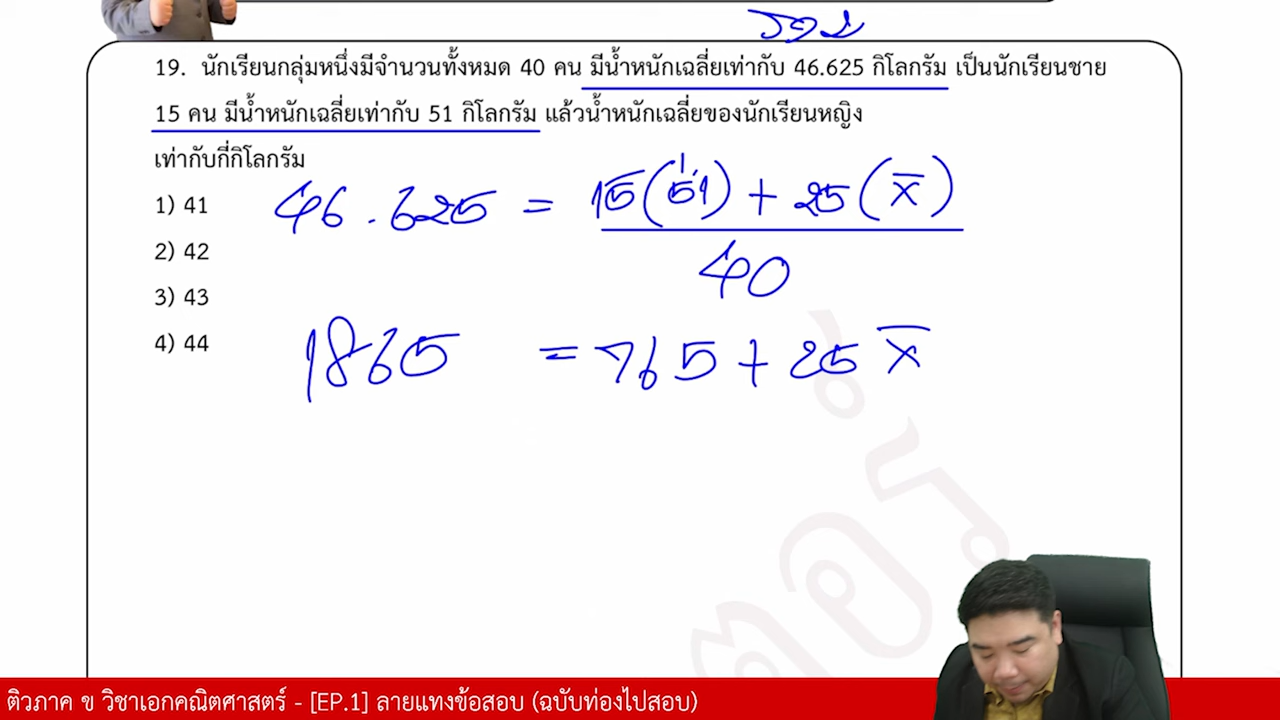 รวม
19. นักเรียนกลุ่มหนึ่งมีจำนวนทั้งหมด 40 คน มีน้ำหนักเฉลี่ยเท่ากับ 46.625 กิโลกรัม เป็นนักเรียนชาย
15 คน มีน้ำหนักเฉลี่ยเท่ากับ 51 กิโลกรัม แล้วน้ำหนักเฉลี่ยของนักเรียนหญิง
เท่ากับกี่กิโลกรัม
1) 41
2) 42
3) 43
4) 44
46.625 = 15(51) + 25(x̄)
40
1865 = 765 + 25 x̄
ติวภาค ข วิชาเอกคณิตศาสตร์ - [EP.1] ลายแทงข้อสอบ (ฉบับท่องไปสอบ)